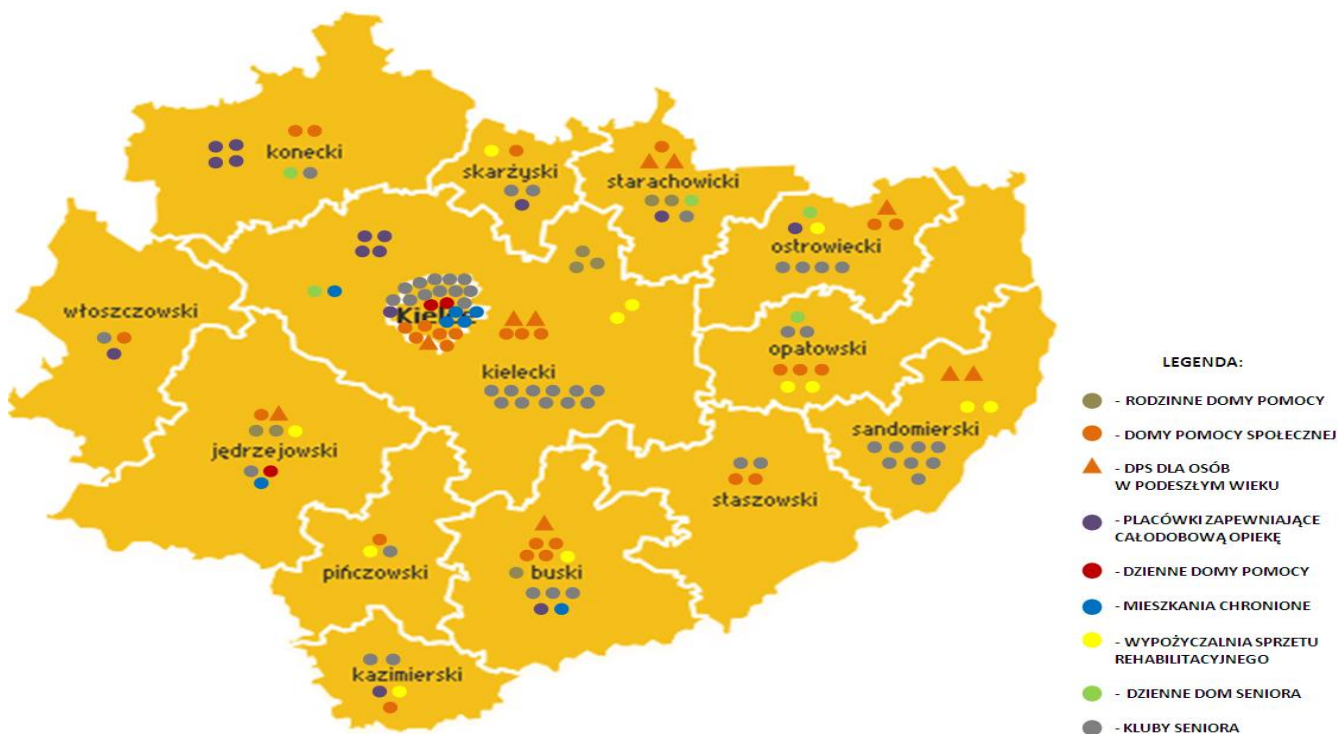 konecki
skarżyski
starachowicki
ostrowiecki
włoszczowski
Kielce
opatowski
kielecki
jędrzejowski
sandomierski
staszowski
pińczowski
buski
kazimierski
LEGENDA:
- RODZINNE DOMY POMOCY
- DOMY POMOCY SPOŁECZNEJ
- DPS DLA OSÓB
W PODESZŁYM WIEKU
- PLACÓWKI ZAPEWNIAJĄCE
CAŁODOBOWĄ OPIEKĘ
- DZIENNE DOMY POMOCY
- MIESZKANIA CHRONIONE
- WYPOŻYCZALNIA SPRZETU
REHABILITACYJNEGO
- DZIENNE DOM SENIORA
- KLUBY SENIORA